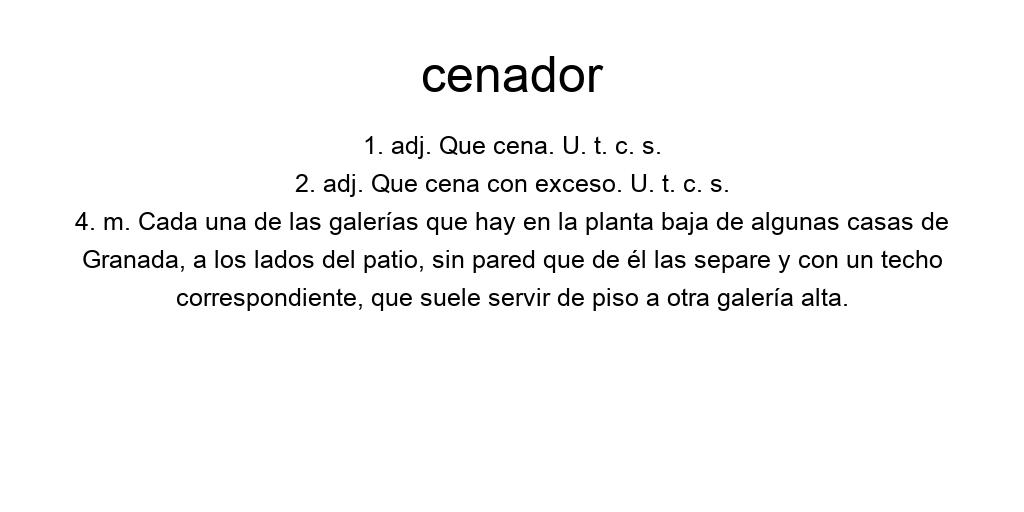 cenador
1. adj. Que cena. U. t. c. s.
2. adj. Que cena con exceso. U. t. c. s.
4. m. Cada una de las galerías que hay en la planta baja de algunas casas de
Granada, a los lados del patio, sin pared que de él las separe y con un techo
correspondiente, que suele servir de piso a otra galería alta.